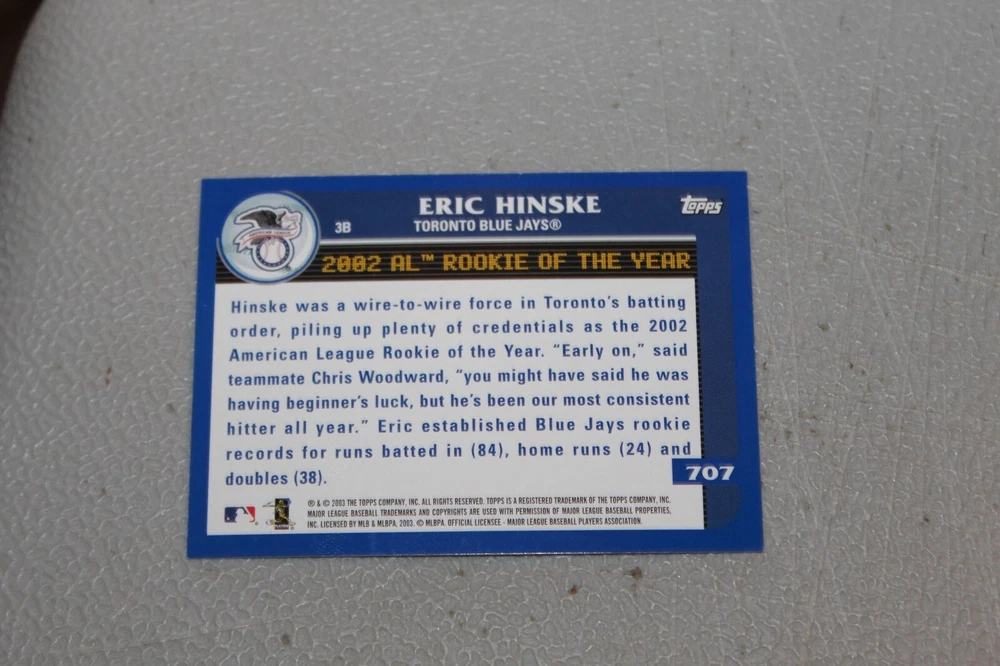 ERIC HINSKE
Topps
3B
TORONTO BLUE JAYS®
2002 AL™ ROOKIE OF THE YEAR
Hinske was a wire-to-wire force in Toronto's batting
order, piling up plenty of credentials as the 2002
American League Rookie of the Year. "Early on," said
teammate Chris Woodward, "you might have said he was
having beginner's luck, but he's been our most consistent
hitter all year." Eric established Blue Jays rookie
records for runs batted in (84), home runs (24) and
doubles (38).
707
® & © 2003 THE TOPPS COMPANY, INC. ALL RIGHTS RESERVED. TOPPS IS A REGISTERED TRADEMARK OF THE TOPPS COMPANY, INC.
MAJOR LEAGUE BASEBALL TRADEMARKS AND COPYRIGHTS ARE USED WITH PERMISSION OF MAJOR LEAGUE BASEBALL PROPERTIES,
INC. LICENSED BY MLB & MLBPA, 2003. © MLBPA. OFFICIAL LICENSEE - MAJOR LEAGUE BASEBALL PLAYERS ASSOCIATION.